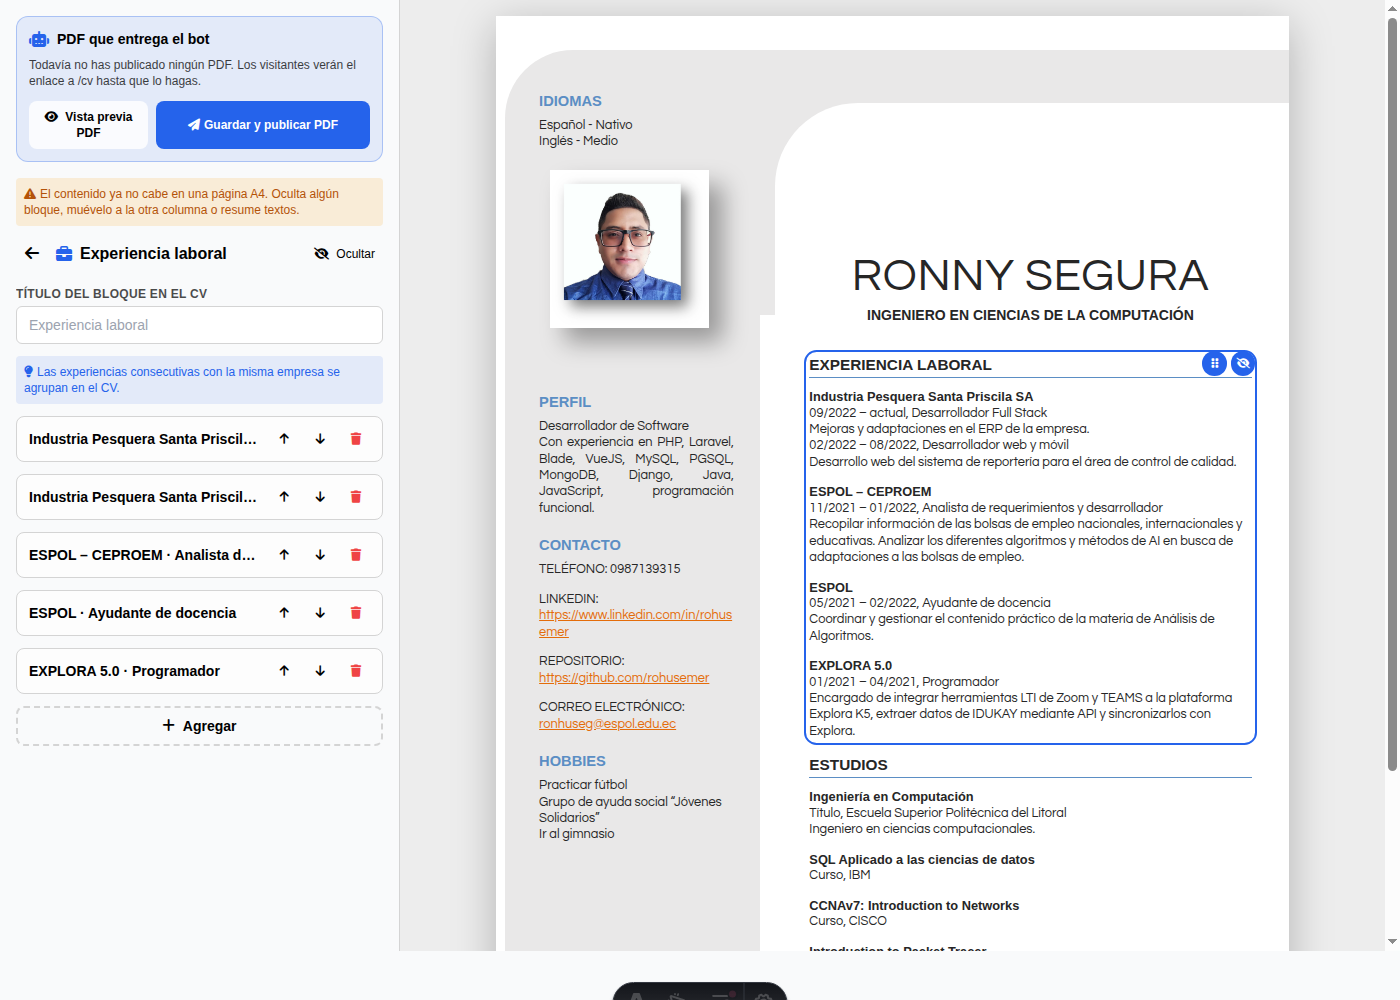 PDF que entrega el bot
Todavía no has publicado ningún PDF. Los visitantes verán el
enlace a /cv hasta que lo hagas.
Vista previa
PDF
Guardar y publicar PDF
El contenido ya no cabe en una página A4. Oculta algún
bloque, muévelo a la otra columna o resume textos.
Experiencia laboral
Ocultar
TÍTULO DEL BLOQUE EN EL CV
Experiencia laboral
Las experiencias consecutivas con la misma empresa se
agrupan en el CV.
Industria Pesquera Santa Priscil...
Industria Pesquera Santa Priscil...
ESPOL – CEPROEM · Analista d...
ESPOL · Ayudante de docencia
EXPLORA 5.0 · Programador
Agregar
IDIOMAS
Español - Nativo
Inglés - Medio
PERFIL
Desarrollador de Software
Con experiencia en PHP, Laravel,
Blade, VueJS, MySQL, PGSQL,
MongoDB, Django, Java,
JavaScript, programación
funcional.
CONTACTO
TELÉFONO: 0987139315
LINKEDIN:
https://www.linkedin.com/in/rohus
emer
REPOSITORIO:
https://github.com/rohusemer
CORREO ELECTRÓNICO:
ronhuseg@espol.edu.ec
HOBBIES
Practicar fútbol
Grupo de ayuda social “Jóvenes
Solidarios”
Ir al gimnasio
RONNY SEGURA
INGENIERO EN CIENCIAS DE LA COMPUTACIÓN
EXPERIENCIA LABORAL
Industria Pesquera Santa Priscila SA
09/2022 – actual, Desarrollador Full Stack
Mejoras y adaptaciones en el ERP de la empresa.
02/2022 – 08/2022, Desarrollador web y móvil
Desarrollo web del sistema de reportería para el área de control de calidad.
ESPOL – CEPROEM
11/2021 – 01/2022, Analista de requerimientos y desarrollador
Recopilar información de las bolsas de empleo nacionales, internacionales y
educativas. Analizar los diferentes algoritmos y métodos de AI en busca de
adaptaciones a las bolsas de empleo.
ESPOL
05/2021 – 02/2022, Ayudante de docencia
Coordinar y gestionar el contenido práctico de la materia de Análisis de
Algoritmos.
EXPLORA 5.0
01/2021 – 04/2021, Programador
Encargado de integrar herramientas LTI de Zoom y TEAMS a la plataforma
Explora K5, extraer datos de IDUKAY mediante API y sincronizarlos con
Explora.
ESTUDIOS
Ingeniería en Computación
Título, Escuela Superior Politécnica del Litoral
Ingeniero en ciencias computacionales.
SQL Aplicado a las ciencias de datos
Curso, IBM
CCNAv7: Introduction to Networks
Curso, CISCO
Introduction to Packet Tracer